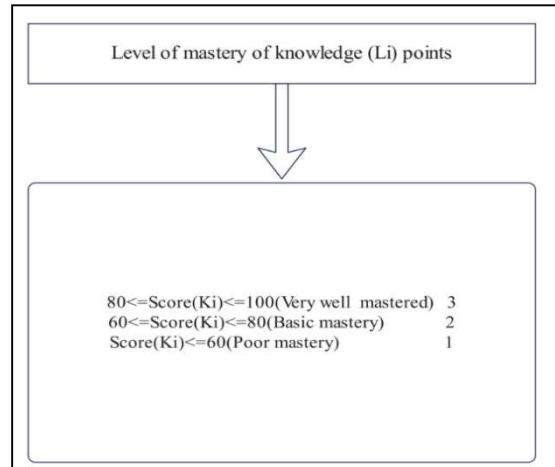 Level of mastery of knowledge (Li) points
80<=Score(Ki)<=100(Very well mastered) 3
60<=Score(Ki)<=80(Basic mastery) 2
Score(Ki)<=60(Poor mastery) 1